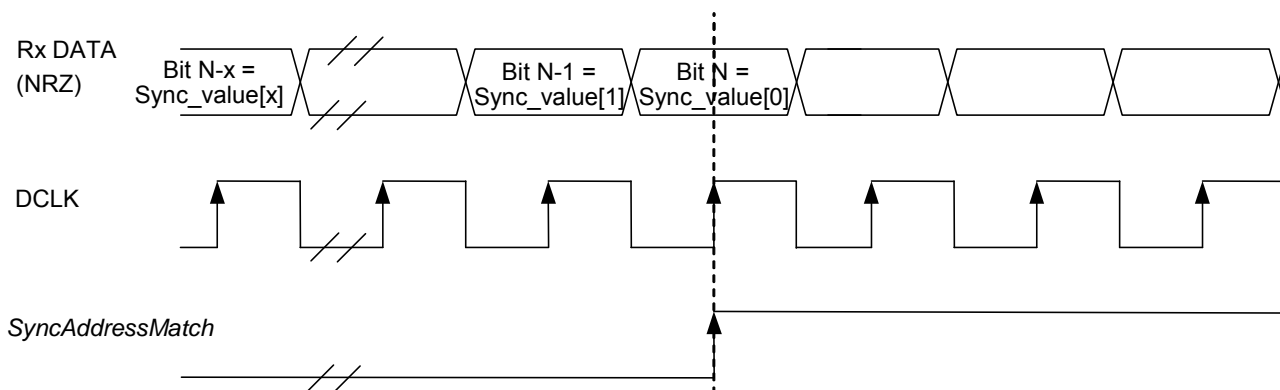 Rx DATA
(NRZ)
Bit N-x =
Sync_value[x]
Bit N-1 =
Sync_value[1]
Bit N =
Sync_value[0]
DCLK
SyncAddressMatch